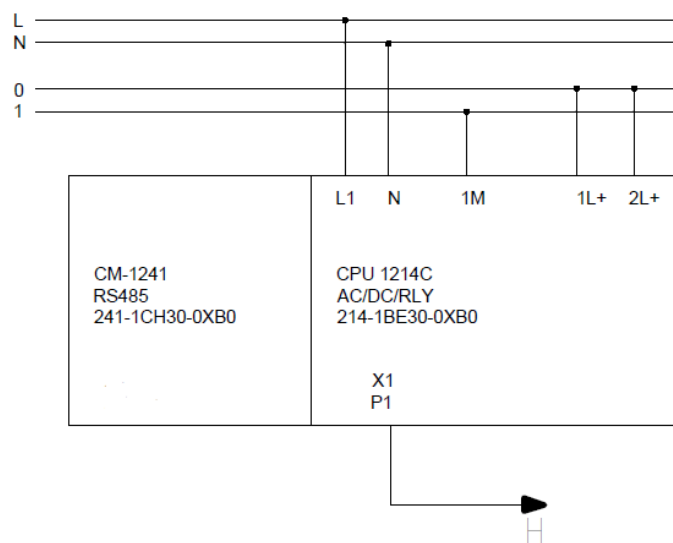 L
N
0
1
L1 N 1M 1L+ 2L+
CM-1241
RS485
241-1CH30-0XB0
CPU 1214C
AC/DC/RLY
214-1BE30-0XB0
X1
P1
H